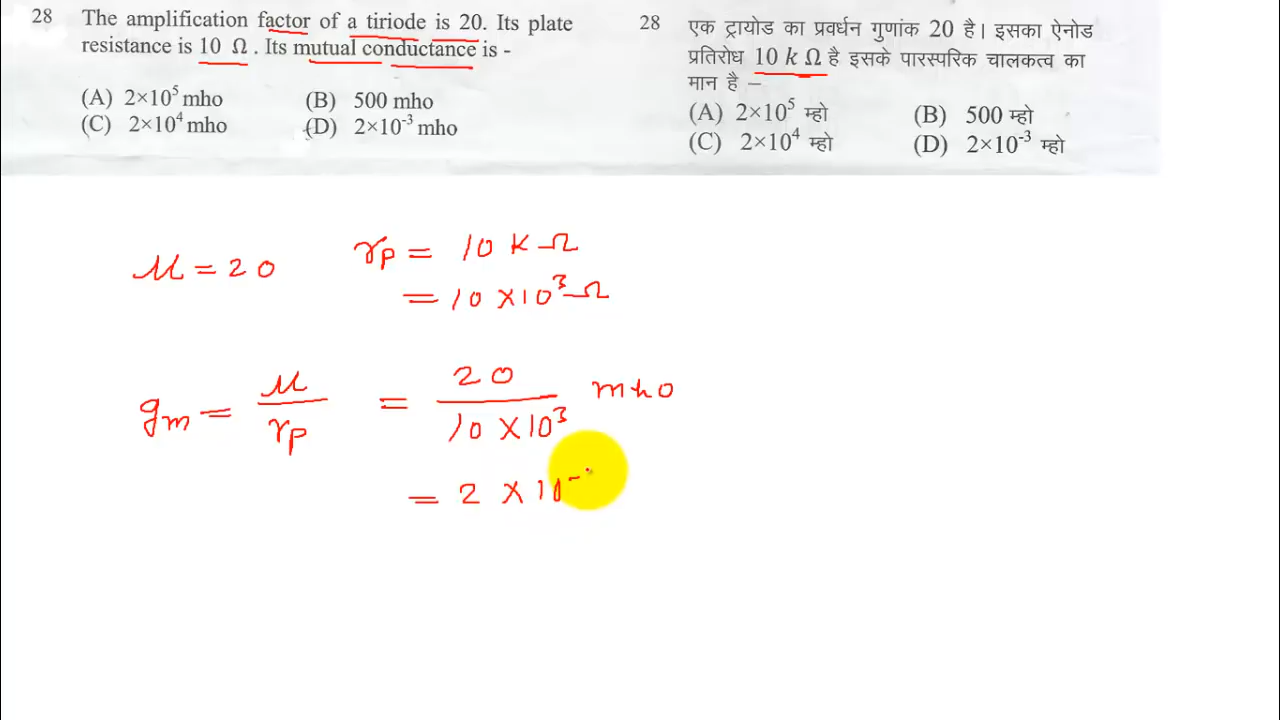 28 The amplification factor of a tiriode is 20. Its plate
resistance is 10 Ω . Its mutual conductance is -
(A) 2×10⁵ mho (B) 500 mho
(C) 2×10⁴ mho (D) 2×10⁻³ mho
28 एक ट्रायोड का प्रवर्धन गुणांक 20 है। इसका ऐनोड
प्रतिरोध 10 k Ω है इसके पारस्परिक चालकत्व का
मान है –
(A) 2×10⁵ म्हो (B) 500 म्हो
(C) 2×10⁴ म्हो (D) 2×10⁻³ म्हो
μ = 20 rp = 10 k Ω
= 10 × 10³ Ω
gm = μ / rp = 20 / 10 × 10³ mho
= 2 × 10⁻